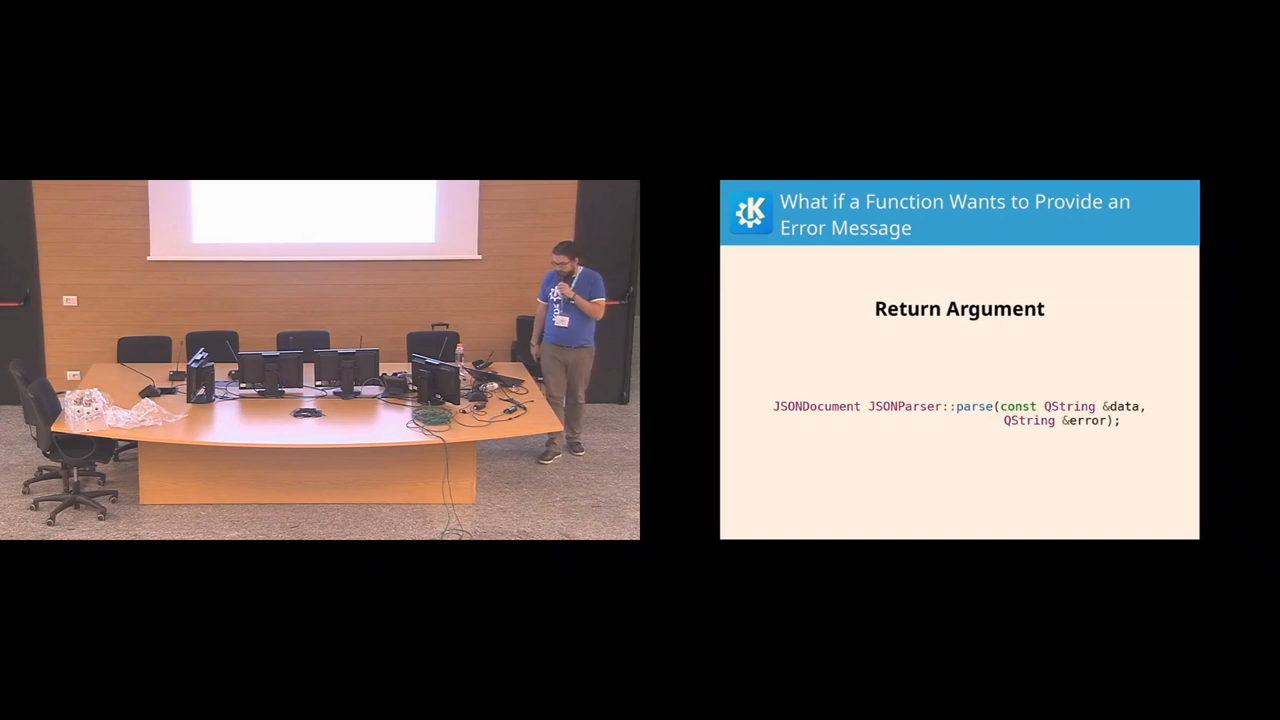 What if a Function Wants to Provide an
Error Message
Return Argument
JSONDocument JSONParser::parse(const QString &data,
QString &error);